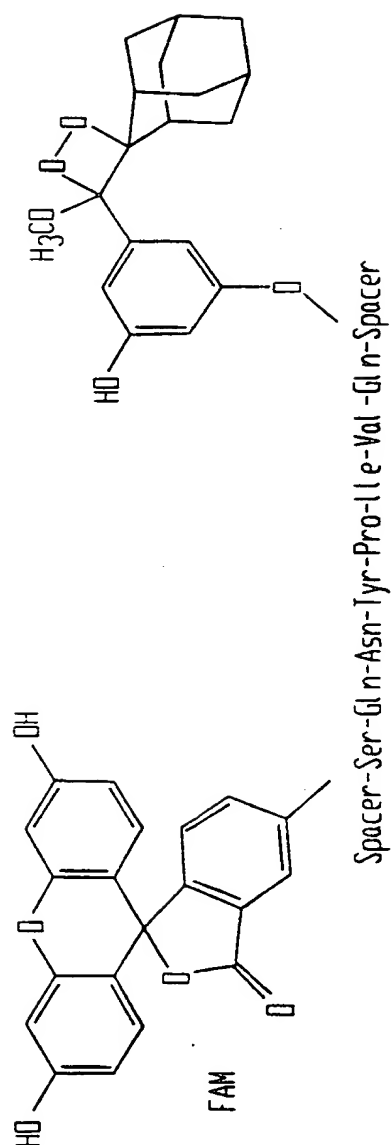 HO
O
OH
O
O
FAM
Spacer-Ser-Gln-Asn-Tyr-Pro-Ile-Val-Gln-Spacer
HO
O
H3CO
O
O